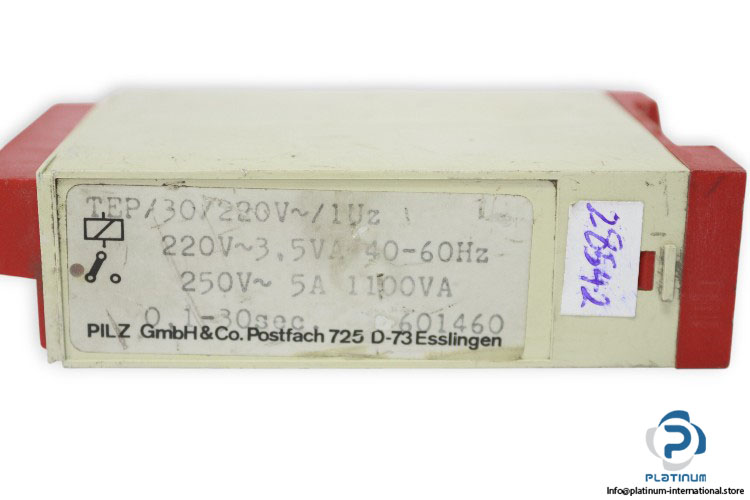 TEP/30/220V~/1Uz
220V~3,5VA 40-60Hz
250V~ 5A 1100VA
0,1-30sec. 601460
PILZ GmbH & Co. Postfach 725 D-73 Esslingen
28542
PLATINUM
Info@platinum-international.store